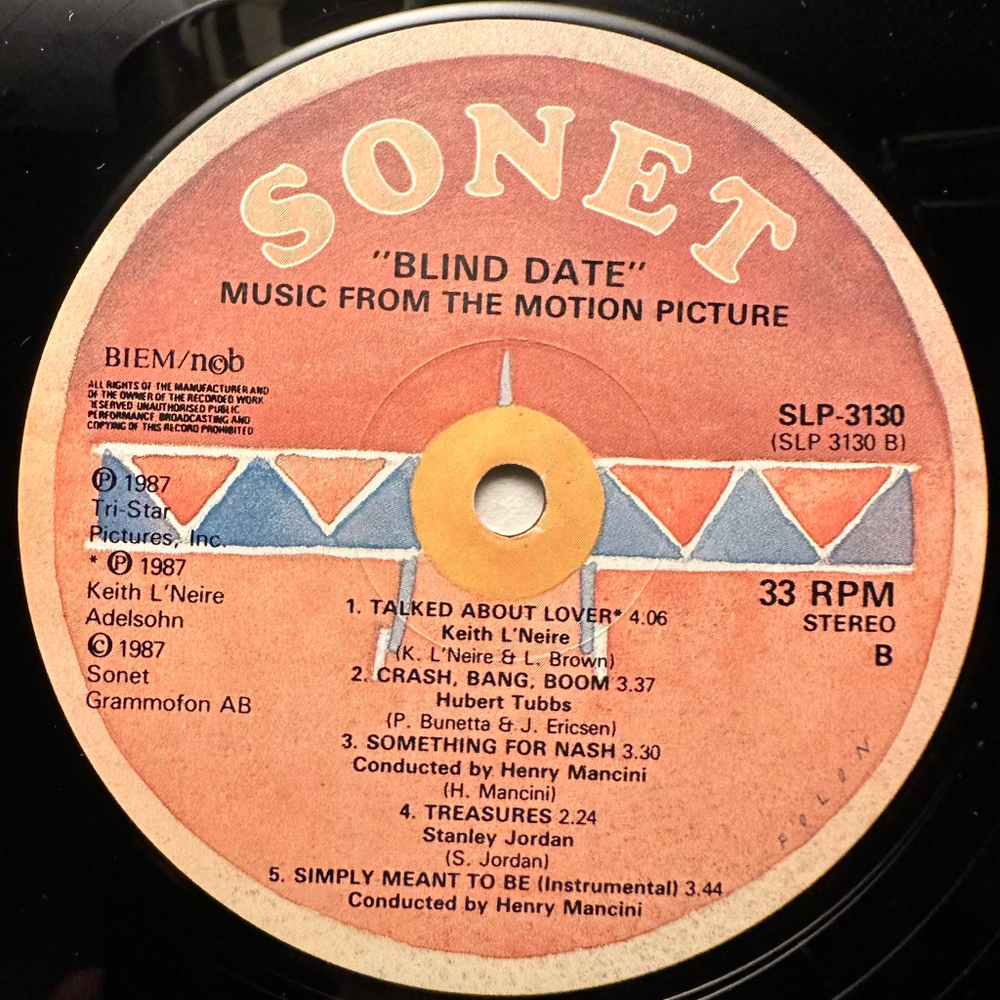 SONET
"BLIND DATE"
MUSIC FROM THE MOTION PICTURE
BIEM/n©b
ALL RIGHTS OF THE MANUFACTURER AND
OF THE OWNER OF THE RECORDED WORK
RESERVED UNAUTHORISED PUBLIC
PERFORMANCE, BROADCASTING AND
COPYING OF THIS RECORD PROHIBITED
SLP-3130
(SLP 3130 B)
℗ 1987
Tri-Star
Pictures, Inc.
* ℗ 1987
Keith L'Neire
Adelsohn
© 1987
Sonet
Grammofon AB
33 RPM
STEREO
B
1. TALKED ABOUT LOVER* 4.06
Keith L'Neire
(K. L'Neire & L. Brown)
2. CRASH, BANG, BOOM 3.37
Hubert Tubbs
(P. Bunetta & J. Ericsen)
3. SOMETHING FOR NASH 3.30
Conducted by Henry Mancini
(H. Mancini)
4. TREASURES 2.24
Stanley Jordan
(S. Jordan)
5. SIMPLY MEANT TO BE (Instrumental) 3.44
Conducted by Henry Mancini
FOLON